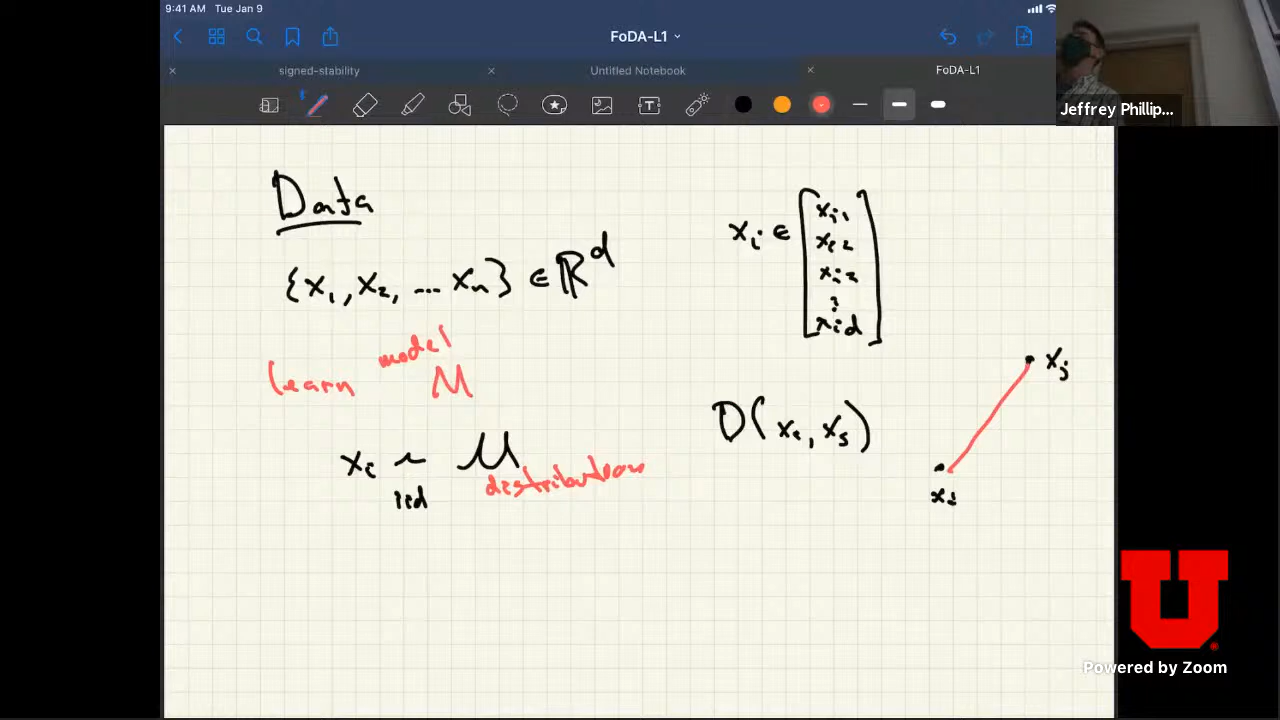 9:41 AM Tue Jan 9
FoDA-L1
signed-stability
Untitled Notebook
FoDA-L1
Jeffrey Phillip...
Data
{x₁, x₂, ... xₙ} ∈ ℝᵈ
learn model M
xᵢ ~ M
iid distribution
xᵢ ∈ [
xᵢ₁
xᵢ₂
xᵢ₃
⋮
xᵢd
]
D(xᵢ, xⱼ)
xⱼ
xᵢ
U
Powered by Zoom